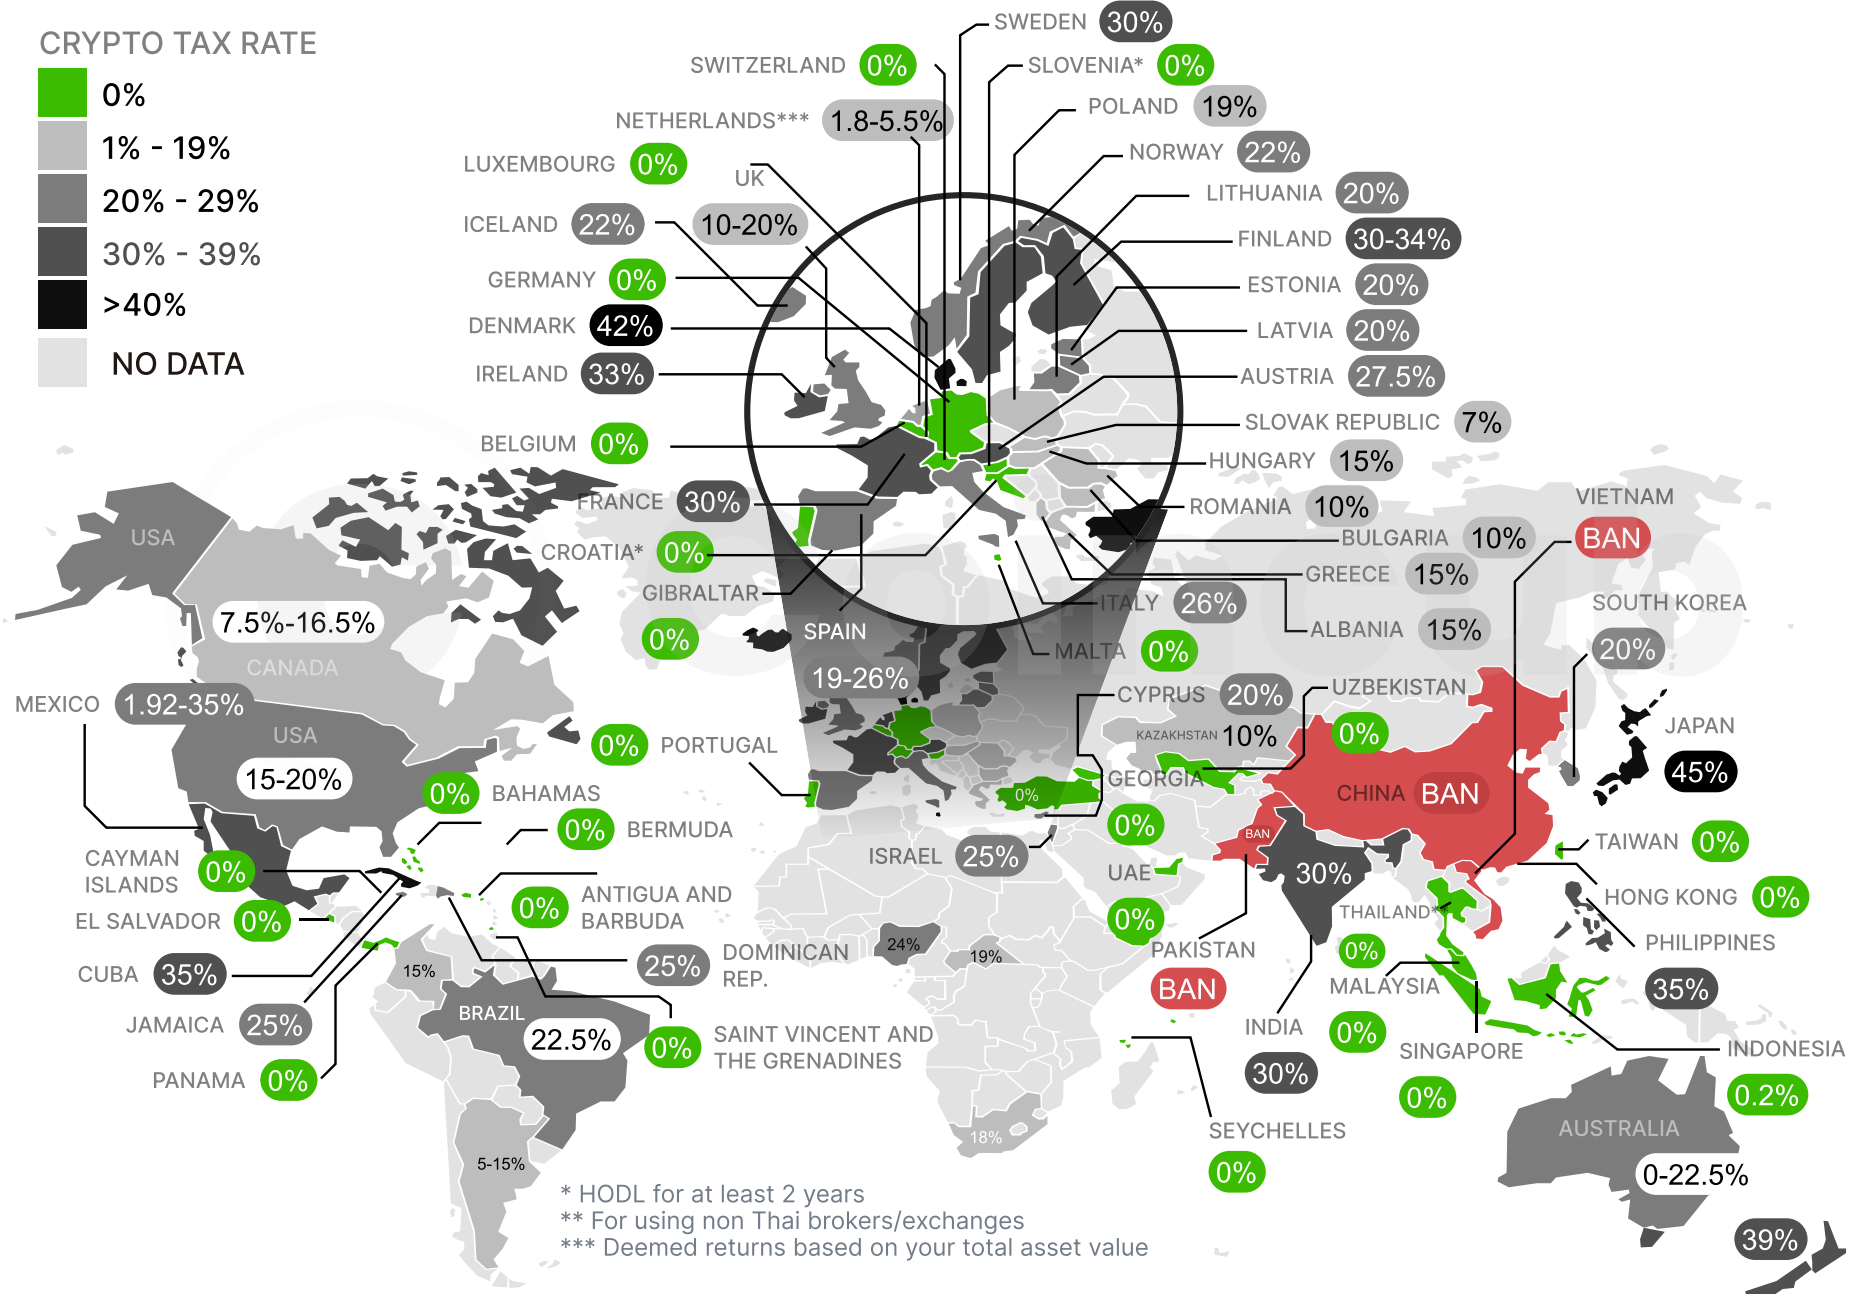 CRYPTO TAX RATE
0%
1% - 19%
20% - 29%
30% - 39%
>40%
NO DATA
SWEDEN 30%
SWITZERLAND 0%
SLOVENIA* 0%
NETHERLANDS*** 1.8-5.5%
POLAND 19%
LUXEMBOURG 0%
UK
10-20%
NORWAY 22%
LITHUANIA 20%
ICELAND 22%
FINLAND 30-34%
GERMANY 0%
ESTONIA 20%
DENMARK 42%
LATVIA 20%
IRELAND 33%
AUSTRIA 27.5%
BELGIUM 0%
SLOVAK REPUBLIC 7%
HUNGARY 15%
FRANCE 30%
ROMANIA 10%
CROATIA* 0%
BULGARIA 10%
GIBRALTAR
0%
GREECE 15%
ITALY 26%
ALBANIA 15%
SPAIN
19-26%
MALTA 0%
VIETNAM
BAN
SOUTH KOREA
20%
USA
7.5%-16.5%
CANADA
MEXICO 1.92-35%
USA
15-20%
0% PORTUGAL
CYPRUS 20%
UZBEKISTAN
0%
KAZAKHSTAN 10%
JAPAN
45%
0% BAHAMAS
0% BERMUDA
GEORGIA
0%
0%
CHINA BAN
BAN
CAYMAN
ISLANDS 0%
ISRAEL 25%
UAE
0%
30%
TAIWAN 0%
HONG KONG 0%
EL SALVADOR 0%
0% ANTIGUA AND
BARBUDA
THAILAND**
0%
CUBA 35%
25% DOMINICAN
REP.
24%
19%
PAKISTAN
BAN
PHILIPPINES
35%
JAMAICA 25%
15%
BRAZIL
22.5%
0% SAINT VINCENT AND
THE GRENADINES
INDIA
30%
MALAYSIA
0%
SINGAPORE
0%
INDONESIA
0.2%
PANAMA 0%
SEYCHELLES
0%
18%
5-15%
AUSTRALIA
0-22.5%
39%
* HODL for at least 2 years
** For using non Thai brokers/exchanges
*** Deemed returns based on your total asset value